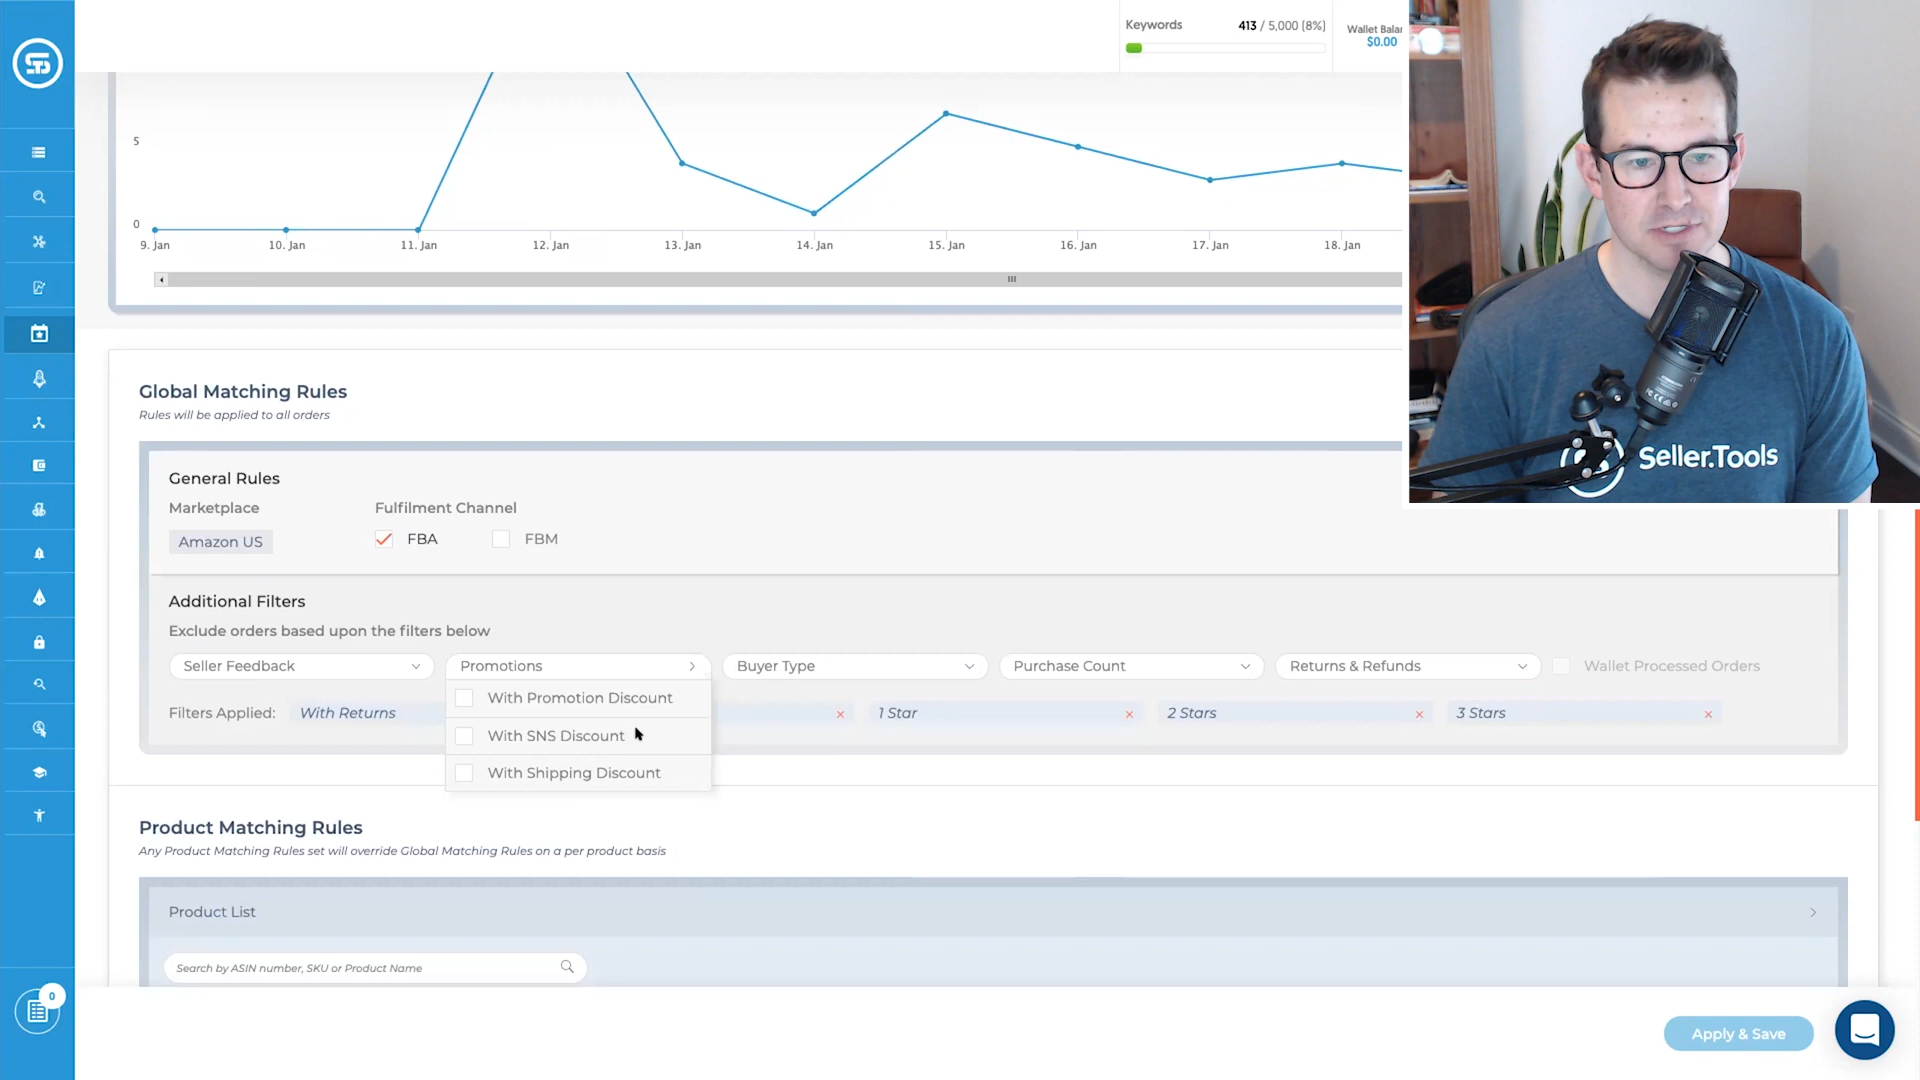 Keywords 413 / 5,000 (8%)
$0.00
5
0
9. Jan 10. Jan 11. Jan 12. Jan 13. Jan 14. Jan 15. Jan 16. Jan 17. Jan 18. Jan
Global Matching Rules
Rules will be applied to all orders
General Rules
Marketplace Fulfilment Channel
Amazon US FBA FBM
Additional Filters
Exclude orders based upon the filters below
Seller Feedback Promotions Buyer Type Purchase Count Returns & Refunds Wallet Processed Orders
Filters Applied: With Returns 1 Star 2 Stars 3 Stars
With Promotion Discount
With SNS Discount
With Shipping Discount
Product Matching Rules
Any Product Matching Rules set will override Global Matching Rules on a per product basis
Product List
Search by ASIN number, SKU or Product Name
0
Apply & Save
Seller.Tools